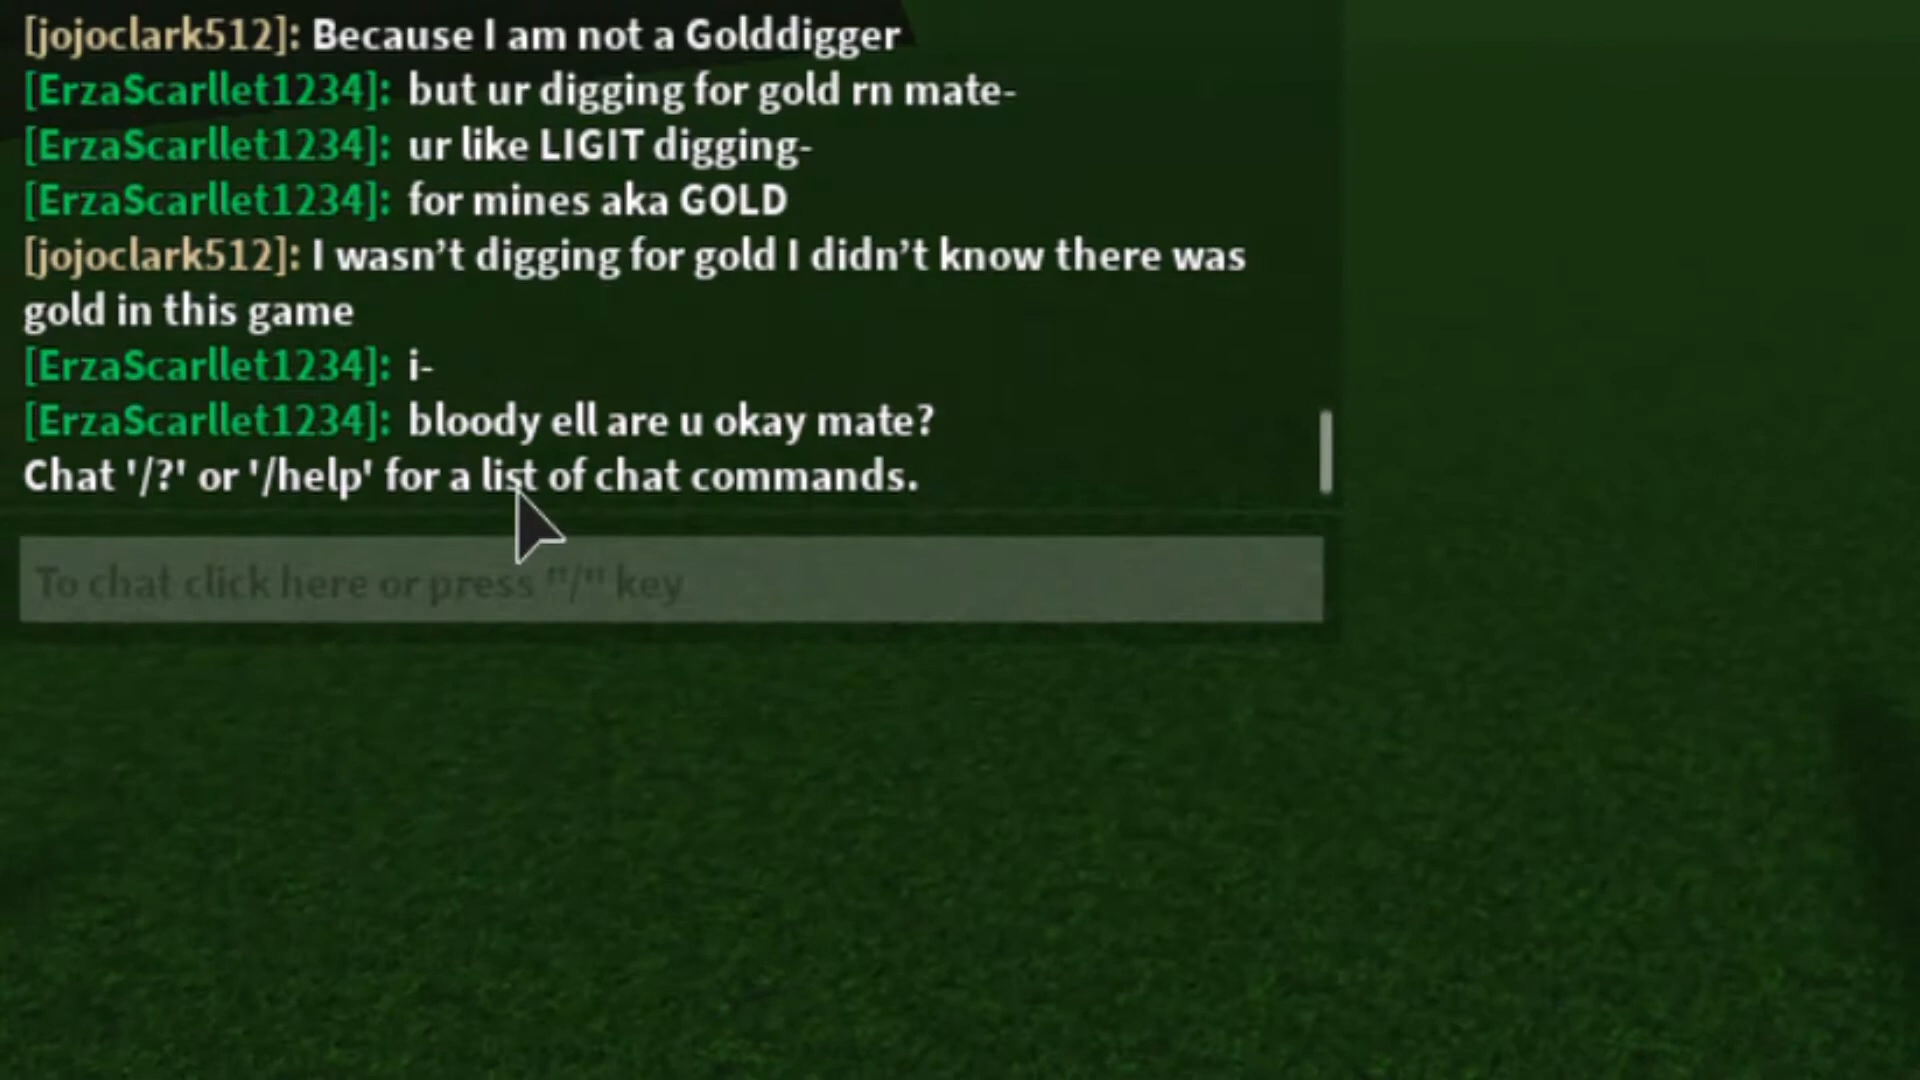 [jojoclark512]: Because I am not a Golddigger
[ErzaScarllet1234]: but ur digging for gold rn mate-
[ErzaScarllet1234]: ur like LIGIT digging-
[ErzaScarllet1234]: for mines aka GOLD
[jojoclark512]: I wasn’t digging for gold I didn’t know there was
gold in this game
[ErzaScarllet1234]: i-
[ErzaScarllet1234]: bloody ell are u okay mate?
Chat '/?' or '/help' for a list of chat commands.
To chat click here or press "/" key